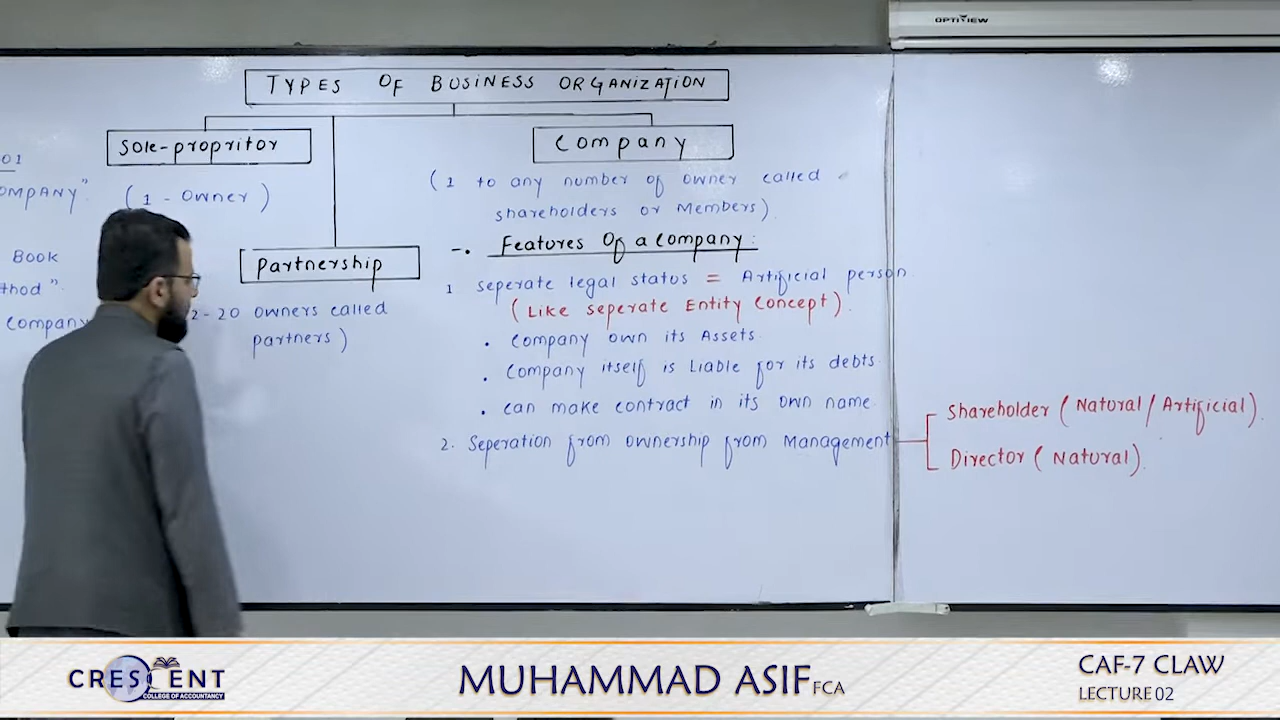 OPTIVIEW
TYPES OF BUSINESS ORGANIZATION
Sole-propritor
Company
01
OMPANY"
(1 - Owner)
(1 to any number of owner called
shareholders or Members)
Book
thod".
Company
Partnership
2-20 owners called
partners)
-. Features Of a Company:
1 seperate legal status = Artificial person
(Like seperate Entity Concept).
. Company own its Assets.
. Company itself is Liable for its debts
. can make contract in its own name
2. Seperation from ownership from Management
Shareholder (Natural / Artificial).
Director (Natural).
CRESCENT
COLLEGE OF ACCOUNTANCY
MUHAMMAD ASIF FCA
CAF-7 CLAW
LECTURE 02